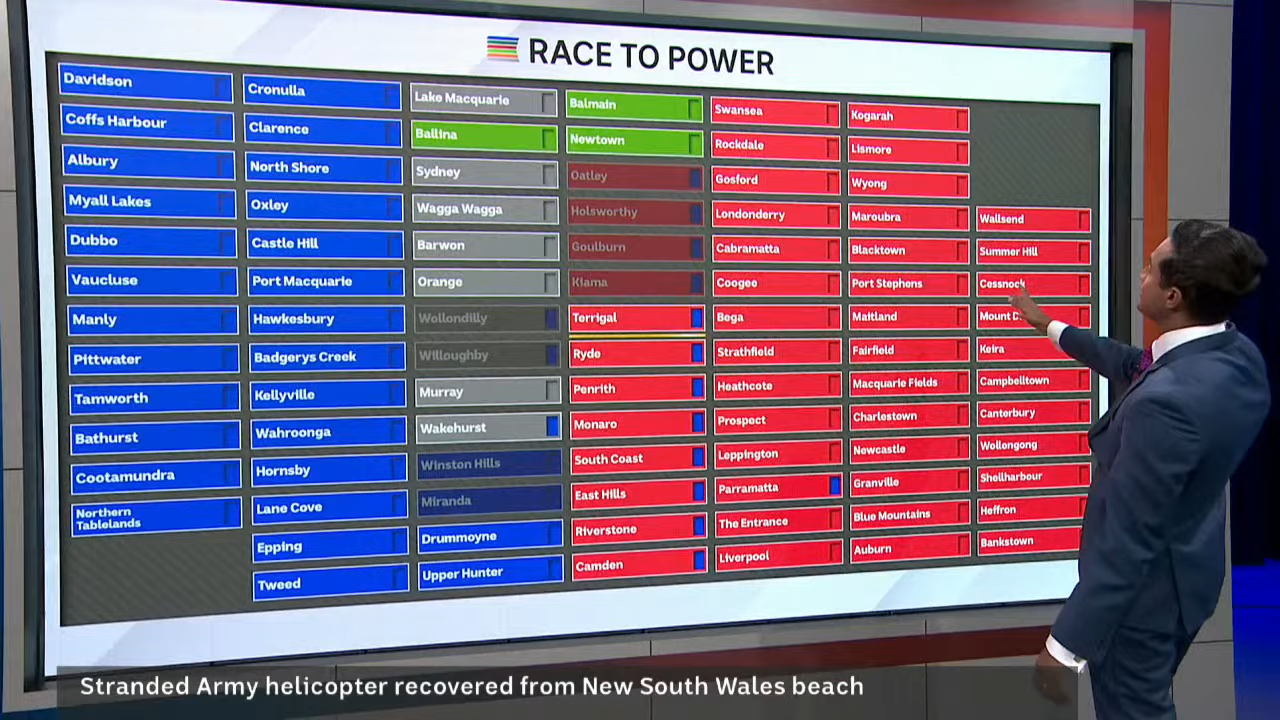 RACE TO POWER
Davidson
Coffs Harbour
Albury
Myall Lakes
Dubbo
Vaucluse
Manly
Pittwater
Tamworth
Bathurst
Cootamundra
Northern
Tablelands
Cronulla
Clarence
North Shore
Oxley
Castle Hill
Port Macquarie
Hawkesbury
Badgerys Creek
Kellyville
Wahroonga
Hornsby
Lane Cove
Epping
Tweed
Lake Macquarie
Ballina
Sydney
Wagga Wagga
Barwon
Orange
Wollondilly
Willoughby
Murray
Wakehurst
Winston Hills
Miranda
Drummoyne
Upper Hunter
Balmain
Newtown
Oatley
Holsworthy
Goulburn
Kiama
Terrigal
Ryde
Penrith
Monaro
South Coast
East Hills
Riverstone
Camden
Swansea
Rockdale
Gosford
Londonderry
Cabramatta
Coogee
Bega
Strathfield
Heathcote
Prospect
Leppington
Parramatta
The Entrance
Liverpool
Kogarah
Lismore
Wyong
Maroubra
Blacktown
Port Stephens
Maitland
Fairfield
Macquarie Fields
Charlestown
Newcastle
Granville
Blue Mountains
Auburn
Wallsend
Summer Hill
Cessnock
Mount
Keira
Campbelltown
Canterbury
Wollongong
Shellharbour
Heffron
Bankstown
Stranded Army helicopter recovered from New South Wales beach